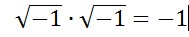 √−1 · √−1 = −1